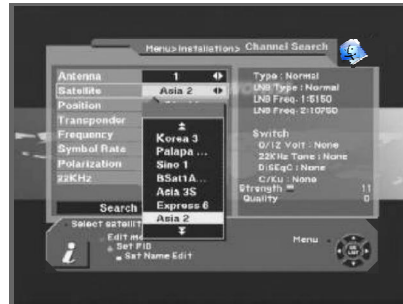 Menu>Installation> Channel Search
Antenna 1
Satellite Asia 2
Position
Transponder
Frequency
Symbol Rate
Polarization
22KHz
Search
Korea 3
Palapa ...
Sino 1
BSat1A...
Acia 3S
Express 6
Asia 2
Type : Normal
LNB Type : Normal
LNB Freq. 1:5150
LNB Freq. 2:10750
Switch
0/12 Volt : None
22KHz Tone : None
DiSEqC : None
C/Ku : None
Strength 11
Quality 0
Select satellit
Edit
Set PID
Set Name Edit
Menu
i